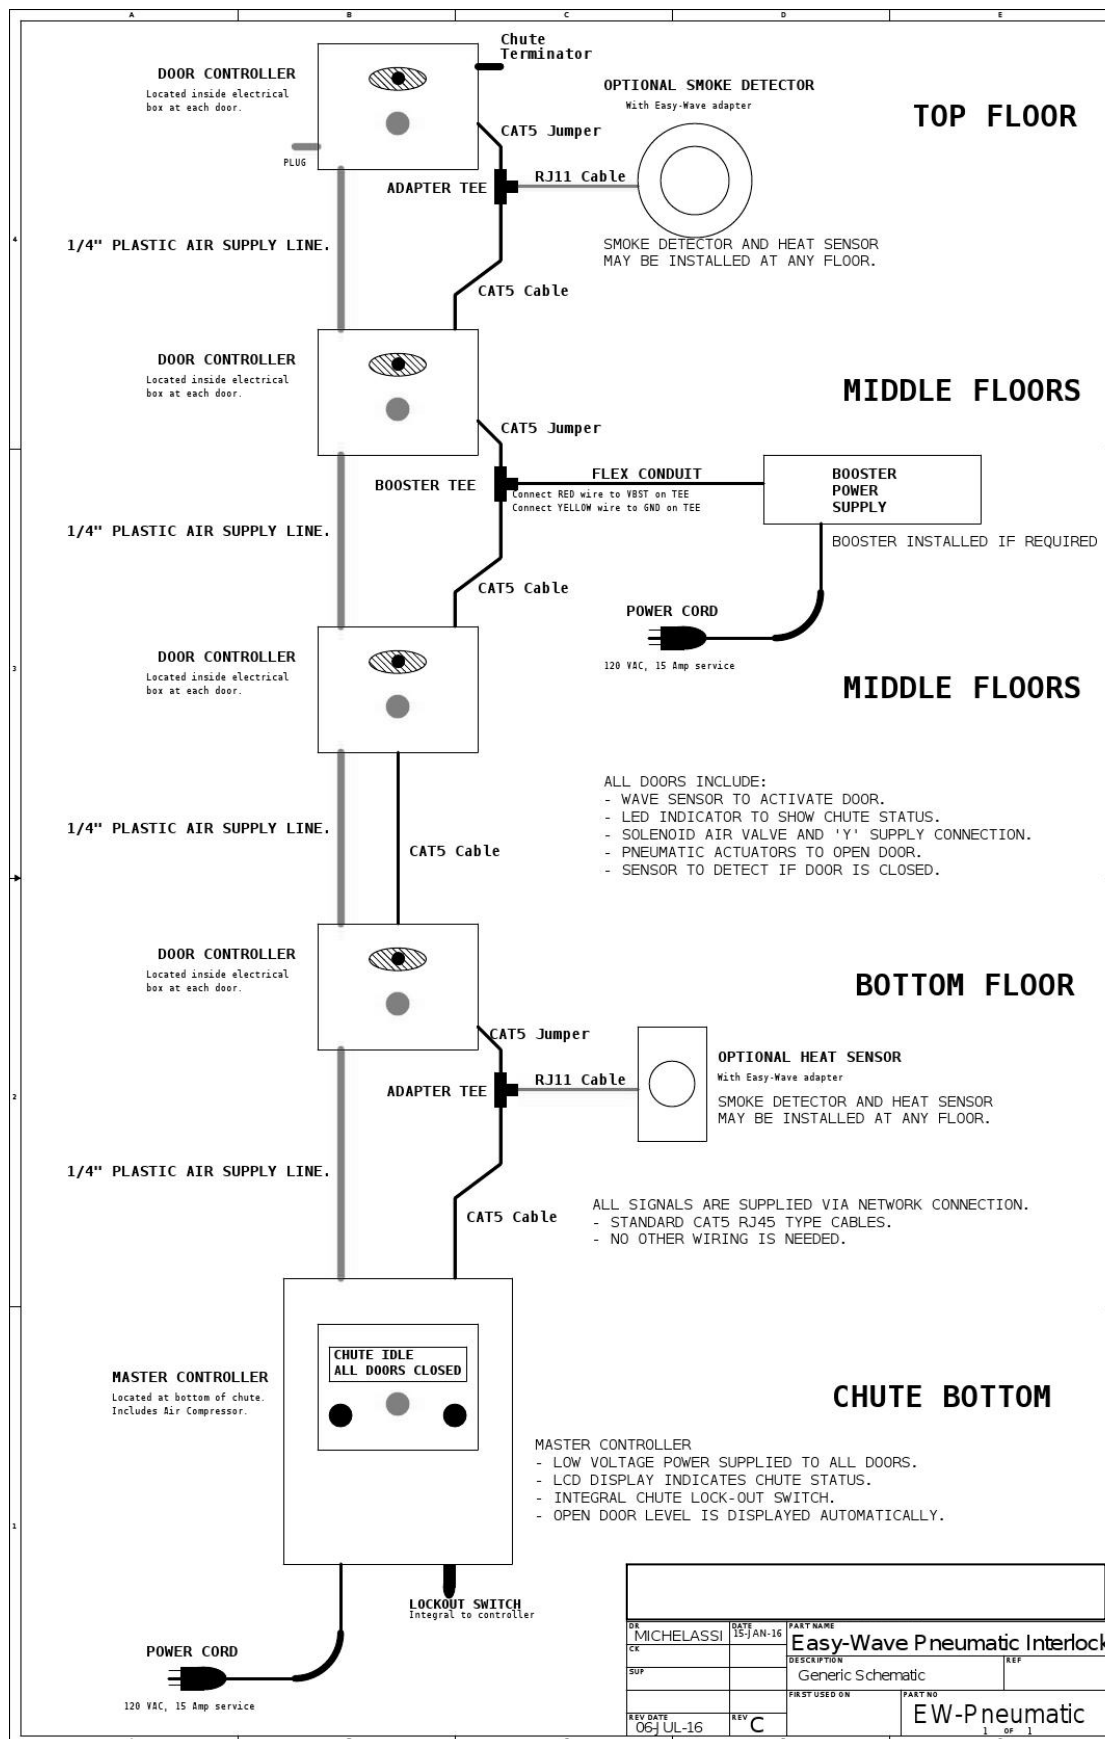 A B C D E
Chute
Terminator
DOOR CONTROLLER
Located inside electrical
box at each door.
OPTIONAL SMOKE DETECTOR
With Easy-Wave adapter
TOP FLOOR
CAT5 Jumper
PLUG
ADAPTER TEE
RJ11 Cable
4
1/4" PLASTIC AIR SUPPLY LINE.
SMOKE DETECTOR AND HEAT SENSOR
MAY BE INSTALLED AT ANY FLOOR.
CAT5 Cable
DOOR CONTROLLER
Located inside electrical
box at each door.
MIDDLE FLOORS
CAT5 Jumper
BOOSTER TEE
FLEX CONDUIT
Connect RED wire to VBST on TEE
Connect YELLOW wire to GND on TEE
BOOSTER
POWER
SUPPLY
1/4" PLASTIC AIR SUPPLY LINE.
BOOSTER INSTALLED IF REQUIRED
CAT5 Cable
POWER CORD
120 VAC, 15 Amp service
3
DOOR CONTROLLER
Located inside electrical
box at each door.
MIDDLE FLOORS
ALL DOORS INCLUDE:
- WAVE SENSOR TO ACTIVATE DOOR.
- LED INDICATOR TO SHOW CHUTE STATUS.
- SOLENOID AIR VALVE AND 'Y' SUPPLY CONNECTION.
- PNEUMATIC ACTUATORS TO OPEN DOOR.
- SENSOR TO DETECT IF DOOR IS CLOSED.
1/4" PLASTIC AIR SUPPLY LINE.
CAT5 Cable
DOOR CONTROLLER
Located inside electrical
box at each door.
BOTTOM FLOOR
CAT5 Jumper
ADAPTER TEE
RJ11 Cable
OPTIONAL HEAT SENSOR
With Easy-Wave adapter
SMOKE DETECTOR AND HEAT SENSOR
MAY BE INSTALLED AT ANY FLOOR.
2
1/4" PLASTIC AIR SUPPLY LINE.
CAT5 Cable
ALL SIGNALS ARE SUPPLIED VIA NETWORK CONNECTION.
- STANDARD CAT5 RJ45 TYPE CABLES.
- NO OTHER WIRING IS NEEDED.
CHUTE IDLE
ALL DOORS CLOSED
MASTER CONTROLLER
Located at bottom of chute.
Includes Air Compressor.
CHUTE BOTTOM
MASTER CONTROLLER
- LOW VOLTAGE POWER SUPPLIED TO ALL DOORS.
- LCD DISPLAY INDICATES CHUTE STATUS.
- INTEGRAL CHUTE LOCK-OUT SWITCH.
- OPEN DOOR LEVEL IS DISPLAYED AUTOMATICALLY.
1
LOCKOUT SWITCH
Integral to controller
POWER CORD
120 VAC, 15 Amp service
DR
MICHELASSI
DATE
15-JAN-16
PART NAME
Easy-Wave Pneumatic Interlock
CK
DESCRIPTION
Generic Schematic
REF
SUP
FIRST USED ON
PART NO
EW-Pneumatic
1 OF 1
REV DATE
06-JUL-16
REV
C